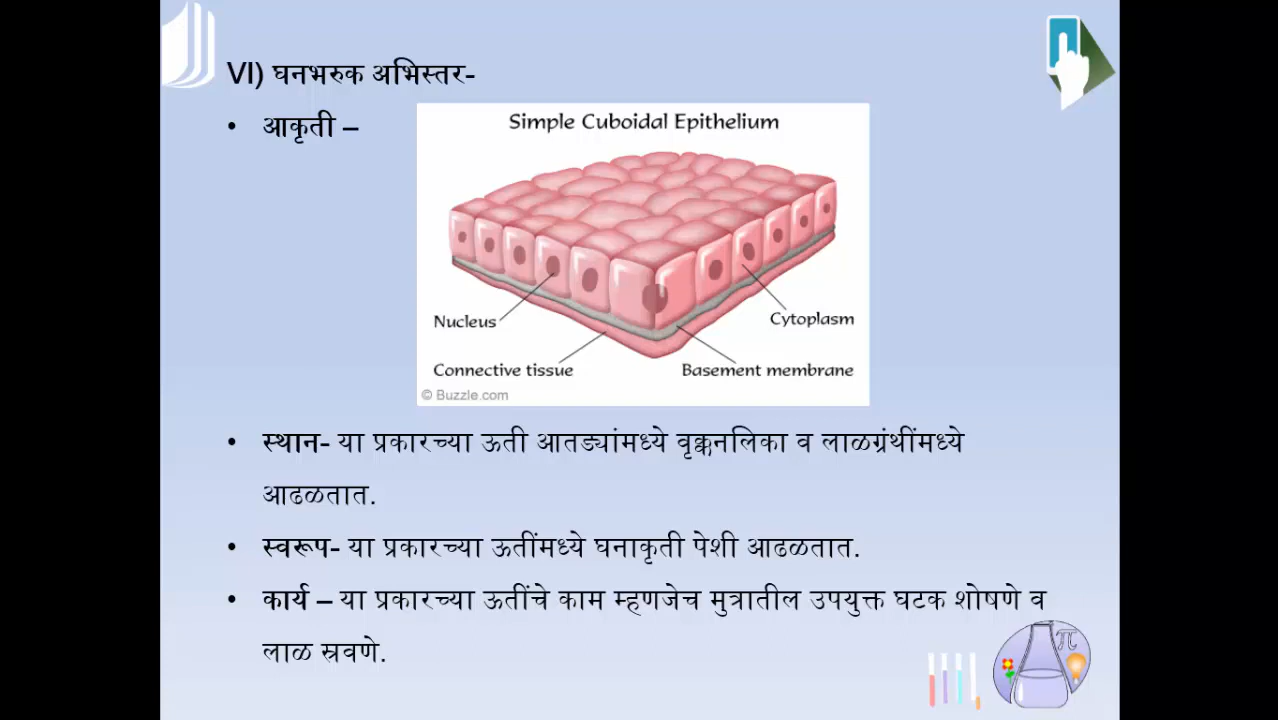 VI) घनभरुक अभिस्तर-
• आकृती –
Simple Cuboidal Epithelium
Nucleus
Cytoplasm
Connective tissue
Basement membrane
© Buzzle.com
• स्थान- या प्रकारच्या ऊती आतड्यांमध्ये वृक्कनलिका व लाळग्रंथींमध्ये
आढळतात.
• स्वरूप- या प्रकारच्या ऊतींमध्ये घनाकृती पेशी आढळतात.
• कार्य – या प्रकारच्या ऊतींचे काम म्हणजेच मुत्रातील उपयुक्त घटक शोषणे व
लाळ स्रवणे.
π